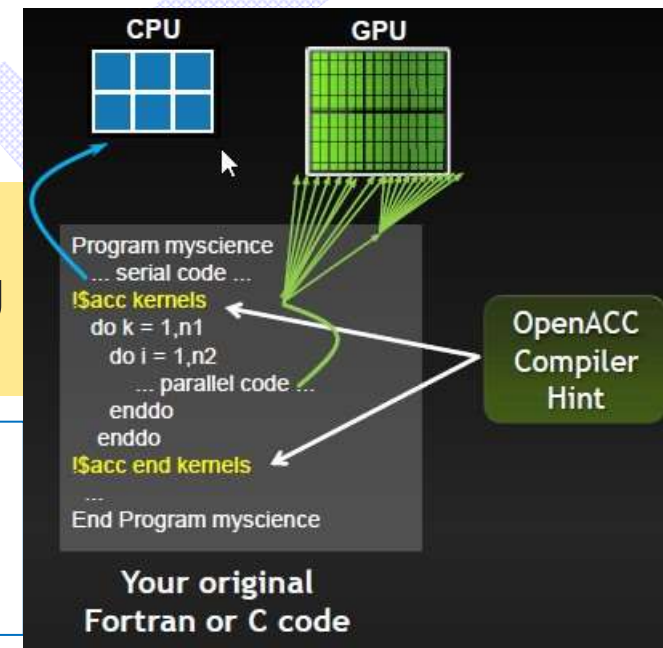 CPU
GPU
Program myscience
... serial code ...
!$acc kernels
do k = 1,n1
do i = 1,n2
... parallel code ...
enddo
enddo
!$acc end kernels
...
End Program myscience
OpenACC
Compiler
Hint
Your original
Fortran or C code